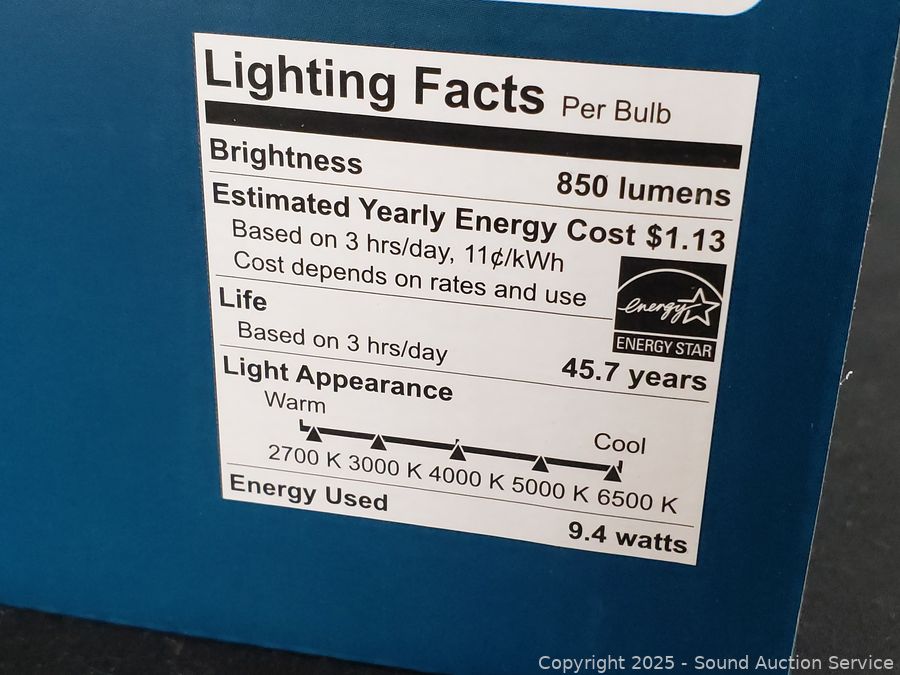 Lighting Facts Per Bulb
Brightness
850 lumens
Estimated Yearly Energy Cost $1.13
Based on 3 hrs/day, 11¢/kWh
Cost depends on rates and use
energy
ENERGY STAR
Life
Based on 3 hrs/day
45.7 years
Light Appearance
Warm
Cool
2700 K 3000 K 4000 K 5000 K 6500 K
Energy Used
9.4 watts
Copyright 2025 - Sound Auction Service